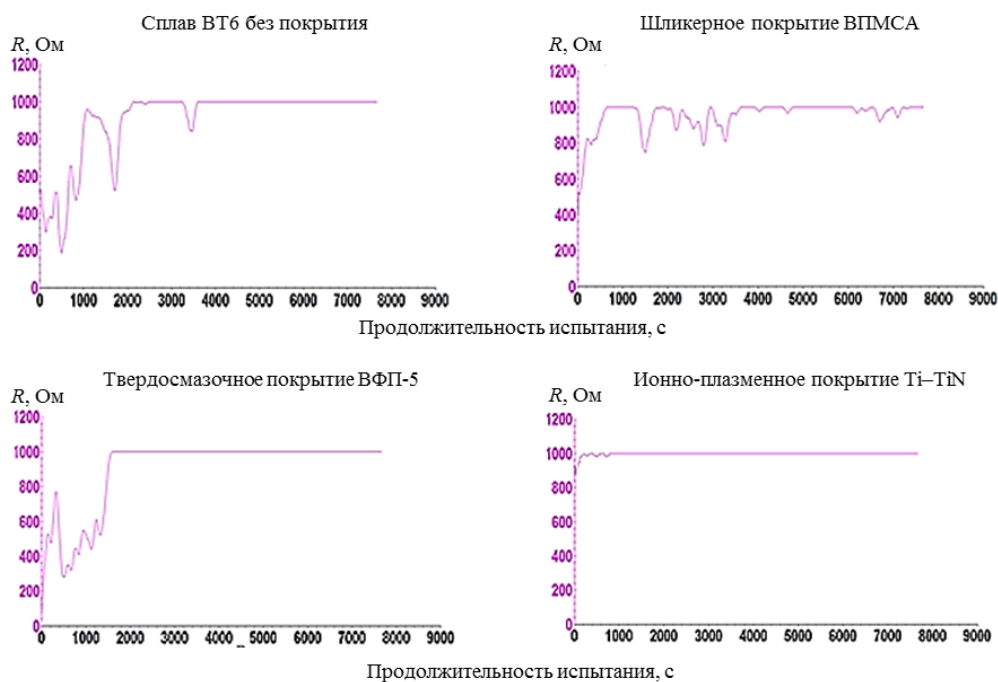 Сплав ВТ6 без покрытия
R, Ом
1200
1000
800
600
400
200
0
0 1000 2000 3000 4000 5000 6000 7000 8000 9000
Шликерное покрытие ВПМСА
R, Ом
1200
1000
800
600
400
200
0
0 1000 2000 3000 4000 5000 6000 7000 8000 9000
Продолжительность испытания, с
Твердосмазочное покрытие ВФП-5
R, Ом
1200
1000
800
600
400
200
0
0 1000 2000 3000 4000 5000 6000 7000 8000 9000
Ионно-плазменное покрытие Ti–TiN
R, Ом
1200
1000
800
600
400
200
0
0 1000 2000 3000 4000 5000 6000 7000 8000 9000
Продолжительность испытания, с